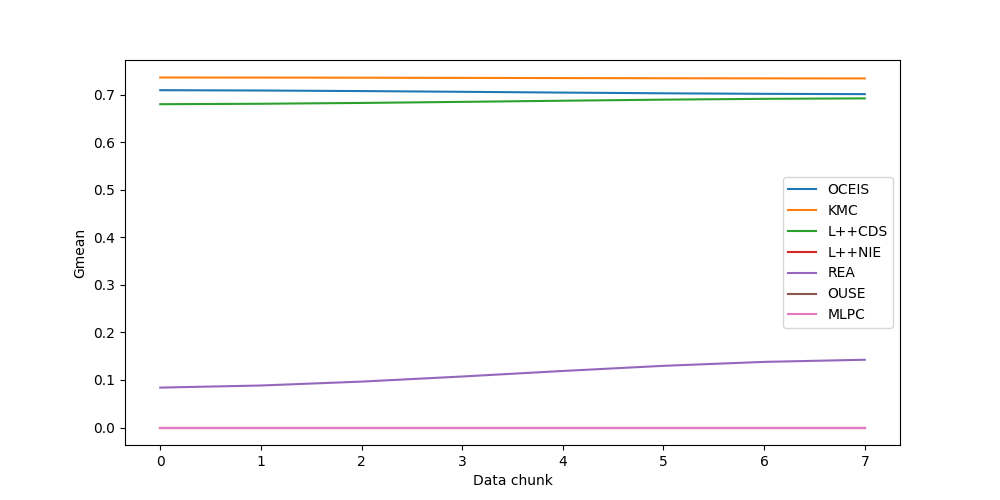 0.7
0.6
0.5
0.4
0.3
0.2
0.1
0.0
Gmean
OCEIS
KMC
L++CDS
L++NIE
REA
OUSE
MLPC
0 1 2 3 4 5 6 7
Data chunk